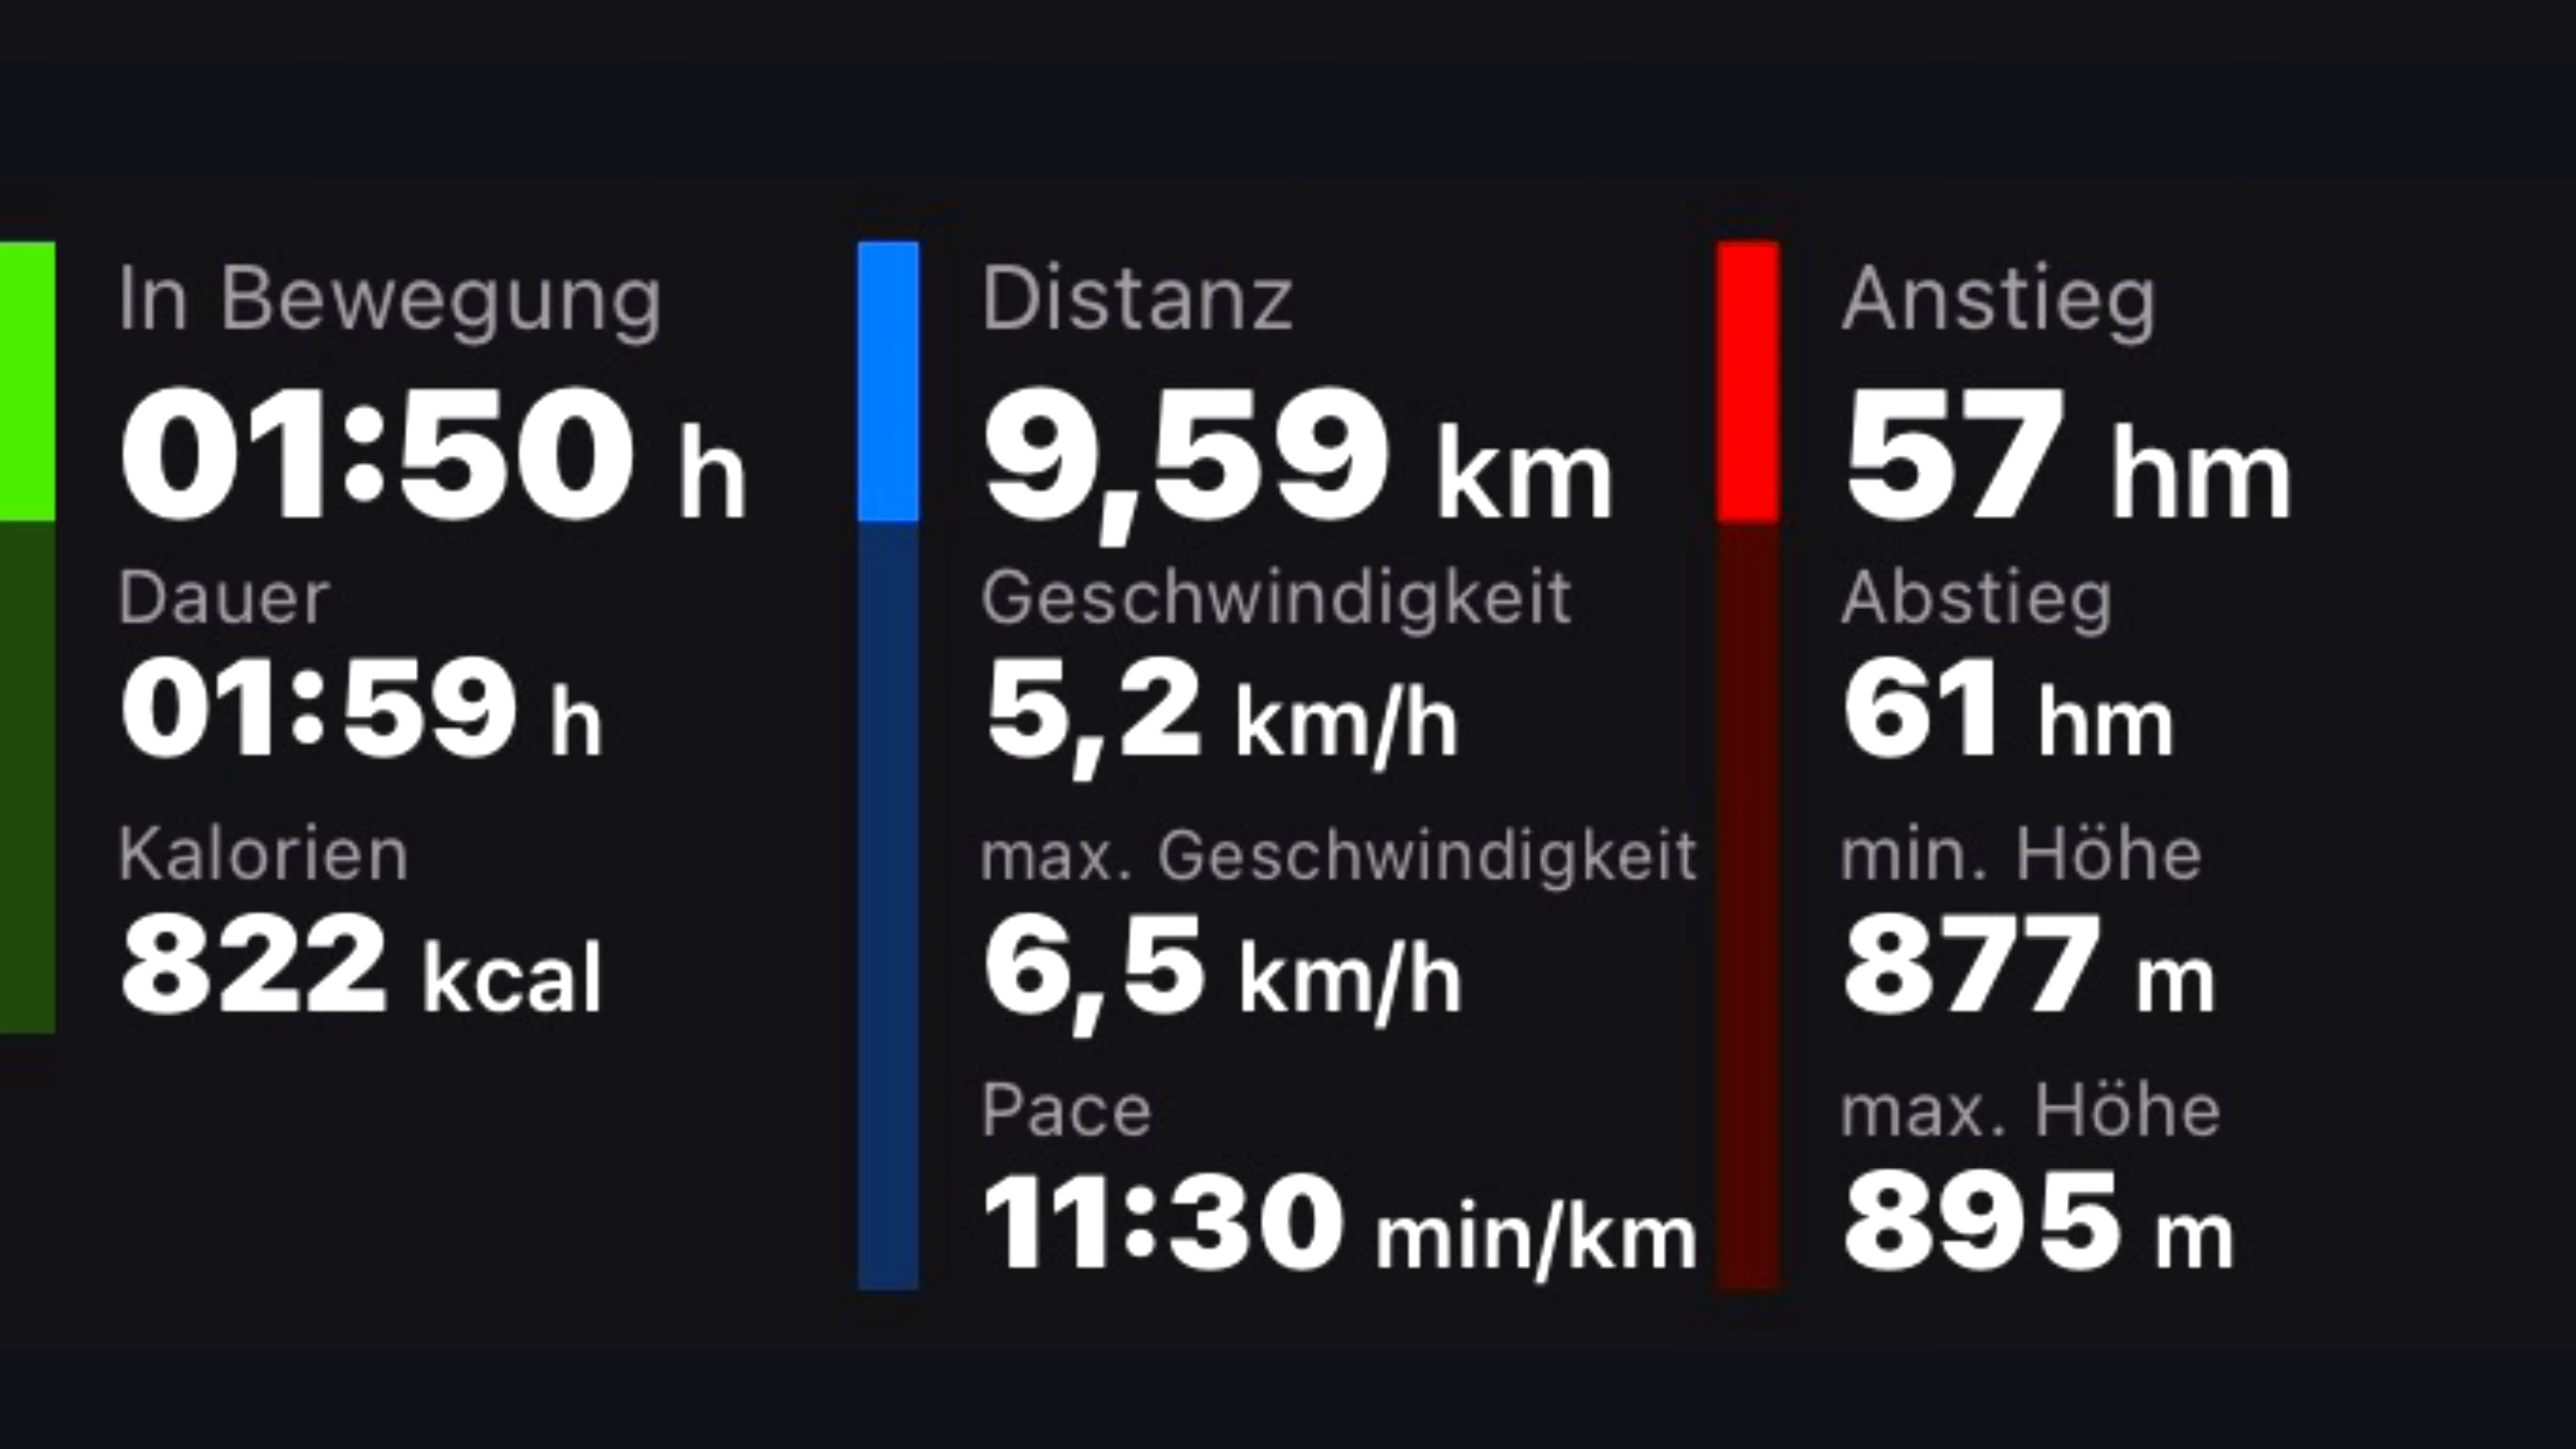 In Bewegung
01:50 h
Dauer
01:59 h
Kalorien
822 kcal
Distanz
9,59 km
Geschwindigkeit
5,2 km/h
max. Geschwindigkeit
6,5 km/h
Pace
11:30 min/km
Anstieg
57 hm
Abstieg
61 hm
min. Höhe
877 m
max. Höhe
895 m